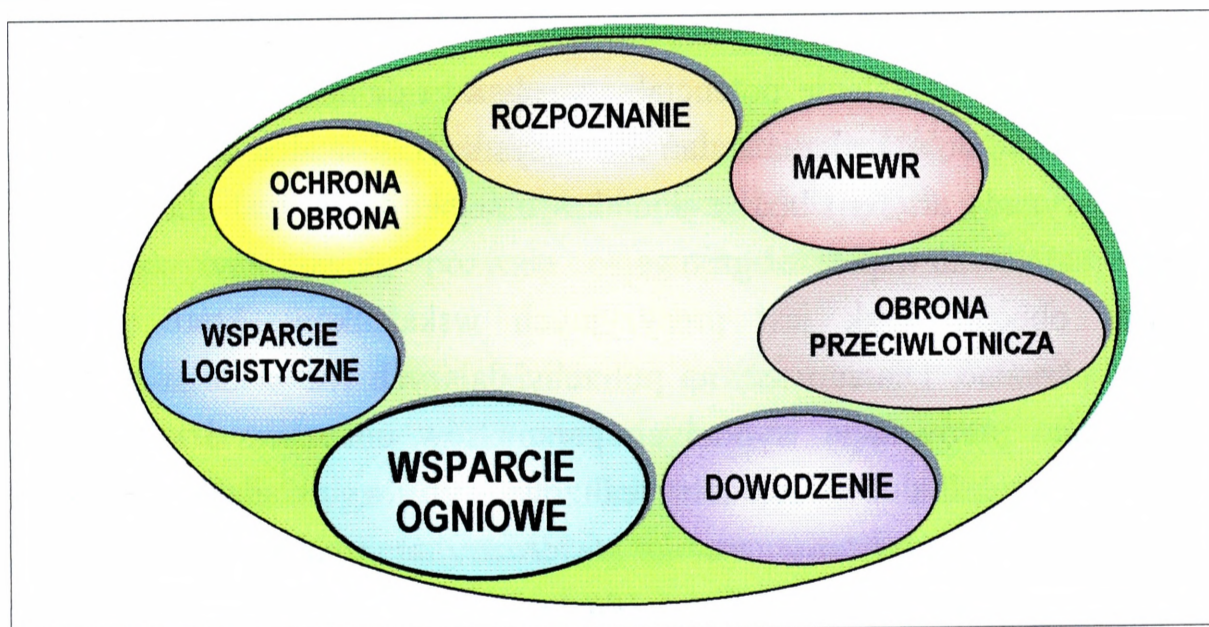 ROZPOZNANIE
MANEWR
OCHRONA
I OBRONA
OBRONA
PRZECIWLOTNICZA
WSPARCIE
LOGISTYCZNE
WSPARCIE
OGNIOWE
DOWODZENIE